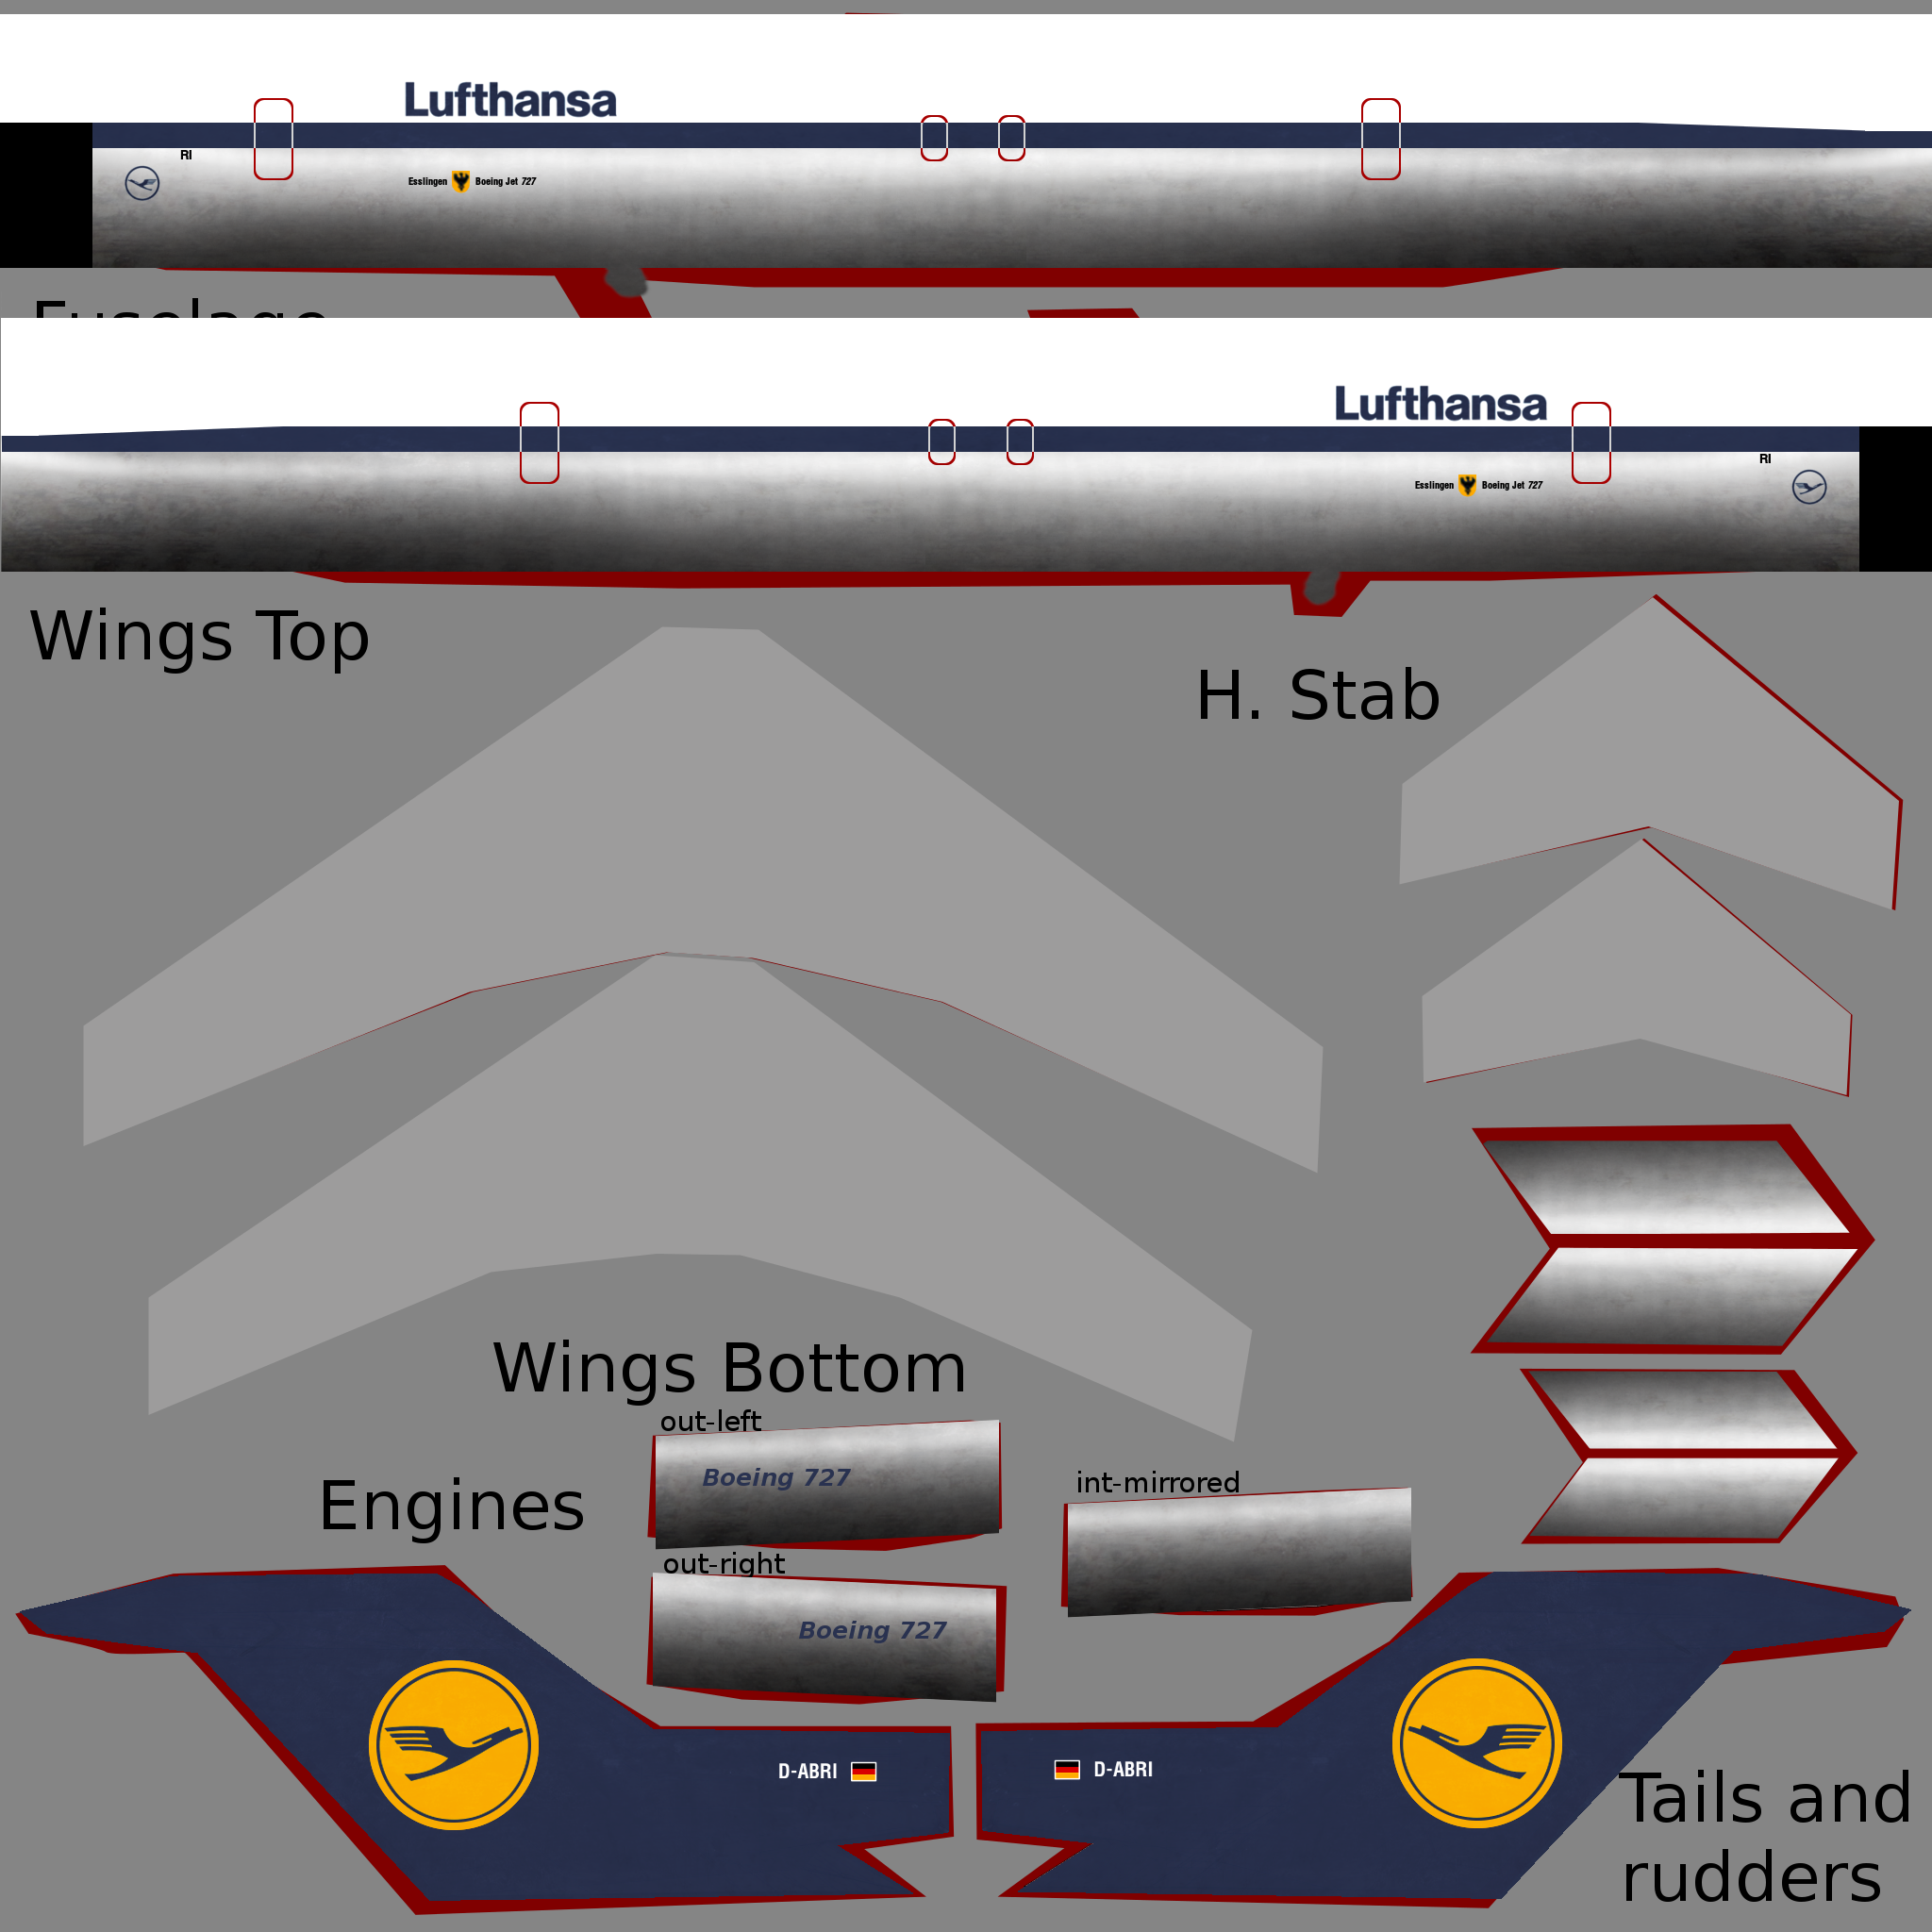 Lufthansa
RI
Esslingen Boeing Jet 727
Fuselage
Lufthansa
RI
Esslingen Boeing Jet 727
Wings Top
H. Stab
Wings Bottom
out-left
Boeing 727
int-mirrored
Engines
out-right
Boeing 727
D-ABRI
D-ABRI
Tails and
rudders